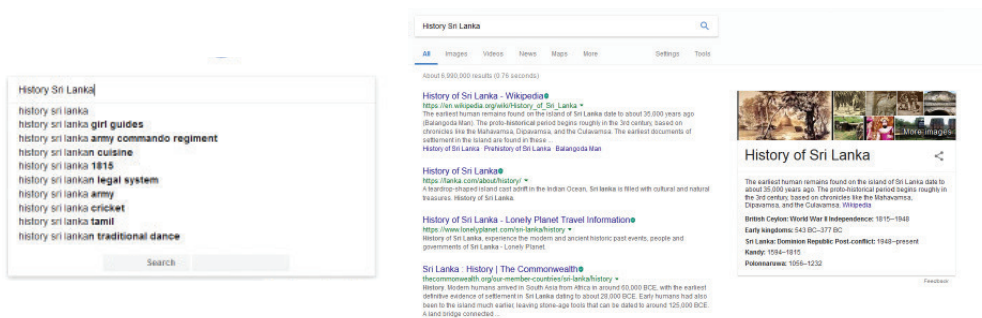 History Sri Lanka
history sri lanka
history sri lanka girl guides
history sri lanka army commando regiment
history sri lankan cuisine
history sri lanka 1815
history sri lankan legal system
history sri lanka army
history sri lanka cricket
history sri lanka tamil
history sri lankan traditional dance
Search
History Sri Lanka
All Images Videos News Maps More Settings Tools
About 6,990,000 results (0.76 seconds)
History of Sri Lanka - Wikipedia
https://en.wikipedia.org/wiki/History_of_Sri_Lanka
The earliest human remains found on the island of Sri Lanka date to about 35,000 years ago
(Balangoda Man). The proto-historical period begins roughly in the 3rd century, based on
chronicles like the Mahavamsa, Dipavamsa, and the Culavamsa. The earliest documents of
settlement in the island are found in these ...
History of Sri Lanka Prehistory of Sri Lanka Balangoda Man
History of Sri Lanka
https://lanka.com/about/history/
A teardrop-shaped island cast adrift in the Indian Ocean, Sri lanka is filled with cultural and natural
treasures. History of Sri Lanka.
History of Sri Lanka - Lonely Planet Travel Information
https://www.lonelyplanet.com/sri-lanka/history
History of Sri Lanka, experience the modern and ancient historic past events, people and
governments of Sri Lanka - Lonely Planet.
Sri Lanka : History | The Commonwealth
thecommonwealth.org/our-member-countries/sri-lanka/history
History. Modern humans arrived in South Asia from Africa in around 60,000 BCE, with the earliest
definitive evidence of settlement in Sri Lanka dating to about 28,000 BCE. Early humans had also
been to the island much earlier, leaving stone-age tools that can be dated to around 125,000 BCE.
A land bridge connected ...
More images
History of Sri Lanka
The earliest human remains found on the island of Sri Lanka date to
about 35,000 years ago. The proto-historical period begins roughly in
the 3rd century, based on chronicles like the Mahavamsa,
Dipavamsa, and the Culavamsa. Wikipedia
British Ceylon: World War II Independence: 1815–1948
Early kingdoms: 543 BC–377 BC
Sri Lanka: Dominion Republic Post-conflict: 1948–present
Kandy: 1594–1815
Polonnaruwa: 1056–1232
Feedback